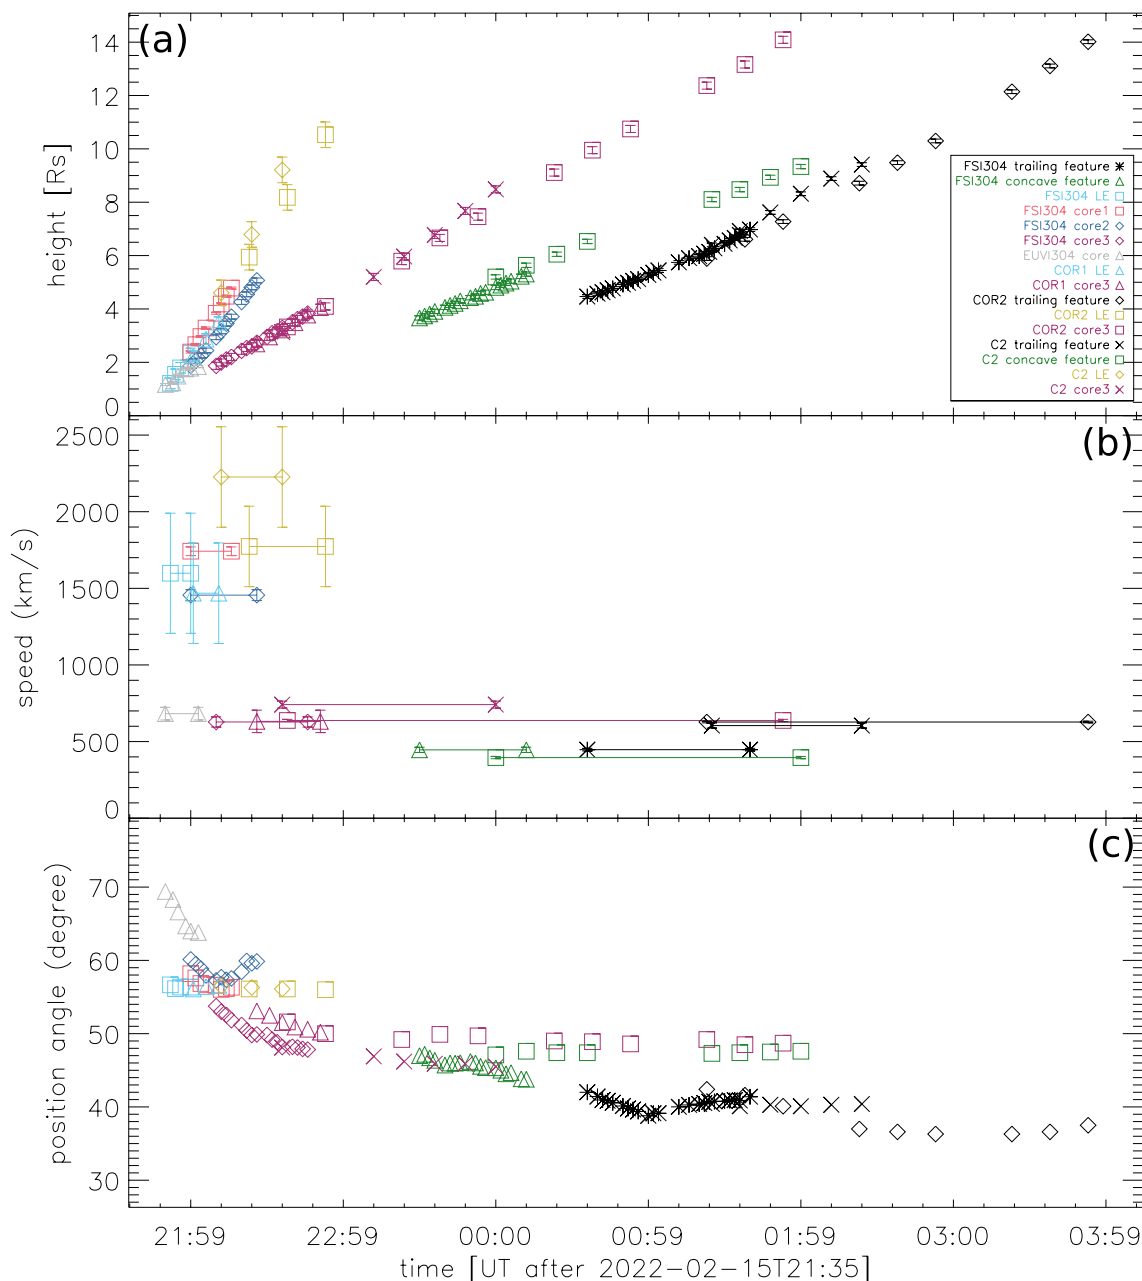 (a)
14
12
10
8
6
4
2
0
height [Rs]
FSI304 trailing feature
FSI304 concave feature
FSI304 LE
FSI304 core1
FSI304 core2
FSI304 core3
EUVI304 core
COR1 LE
COR1 core3
COR2 trailing feature
COR2 LE
COR2 core3
C2 trailing feature
C2 concave feature
C2 LE
C2 core3
(b)
2500
2000
1500
1000
500
0
speed (km/s)
(c)
70
60
50
40
30
position angle (degree)
21:59 22:59 00:00 00:59 01:59 03:00 03:59
time [UT after 2022-02-15T21:35]